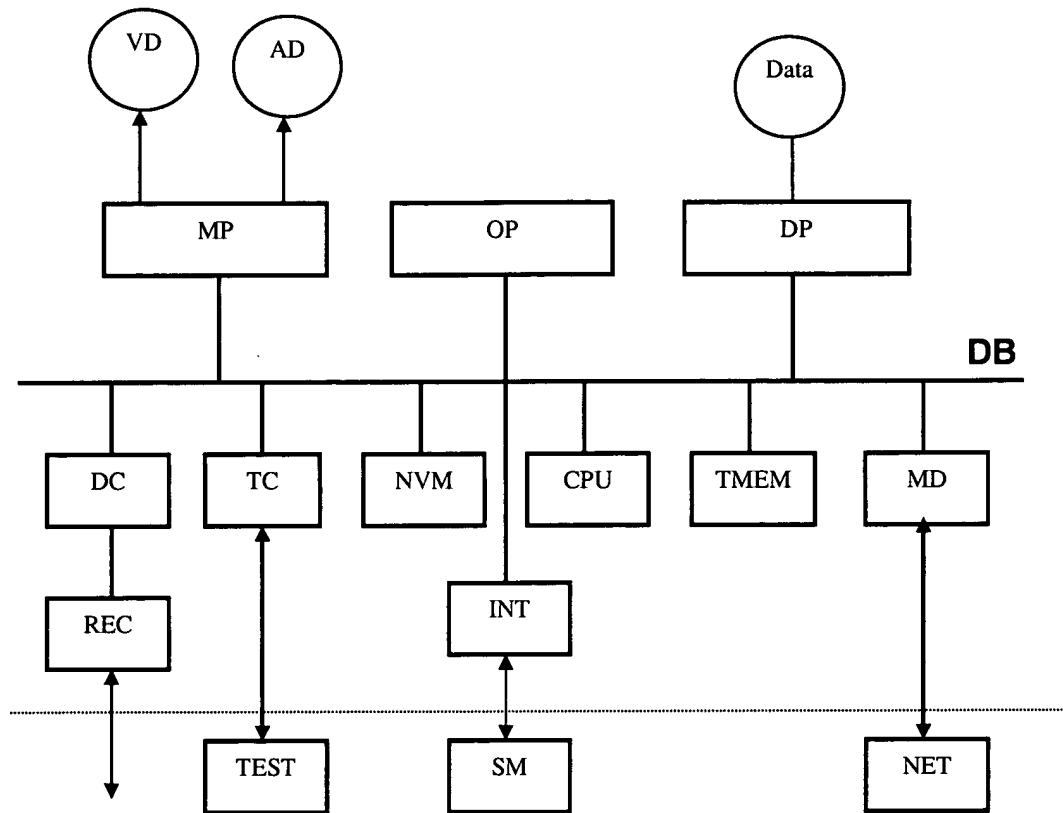 VD
AD
Data
MP
OP
DP
DB
DC
TC
NVM
CPU
TMEM
MD
REC
INT
TEST
SM
NET